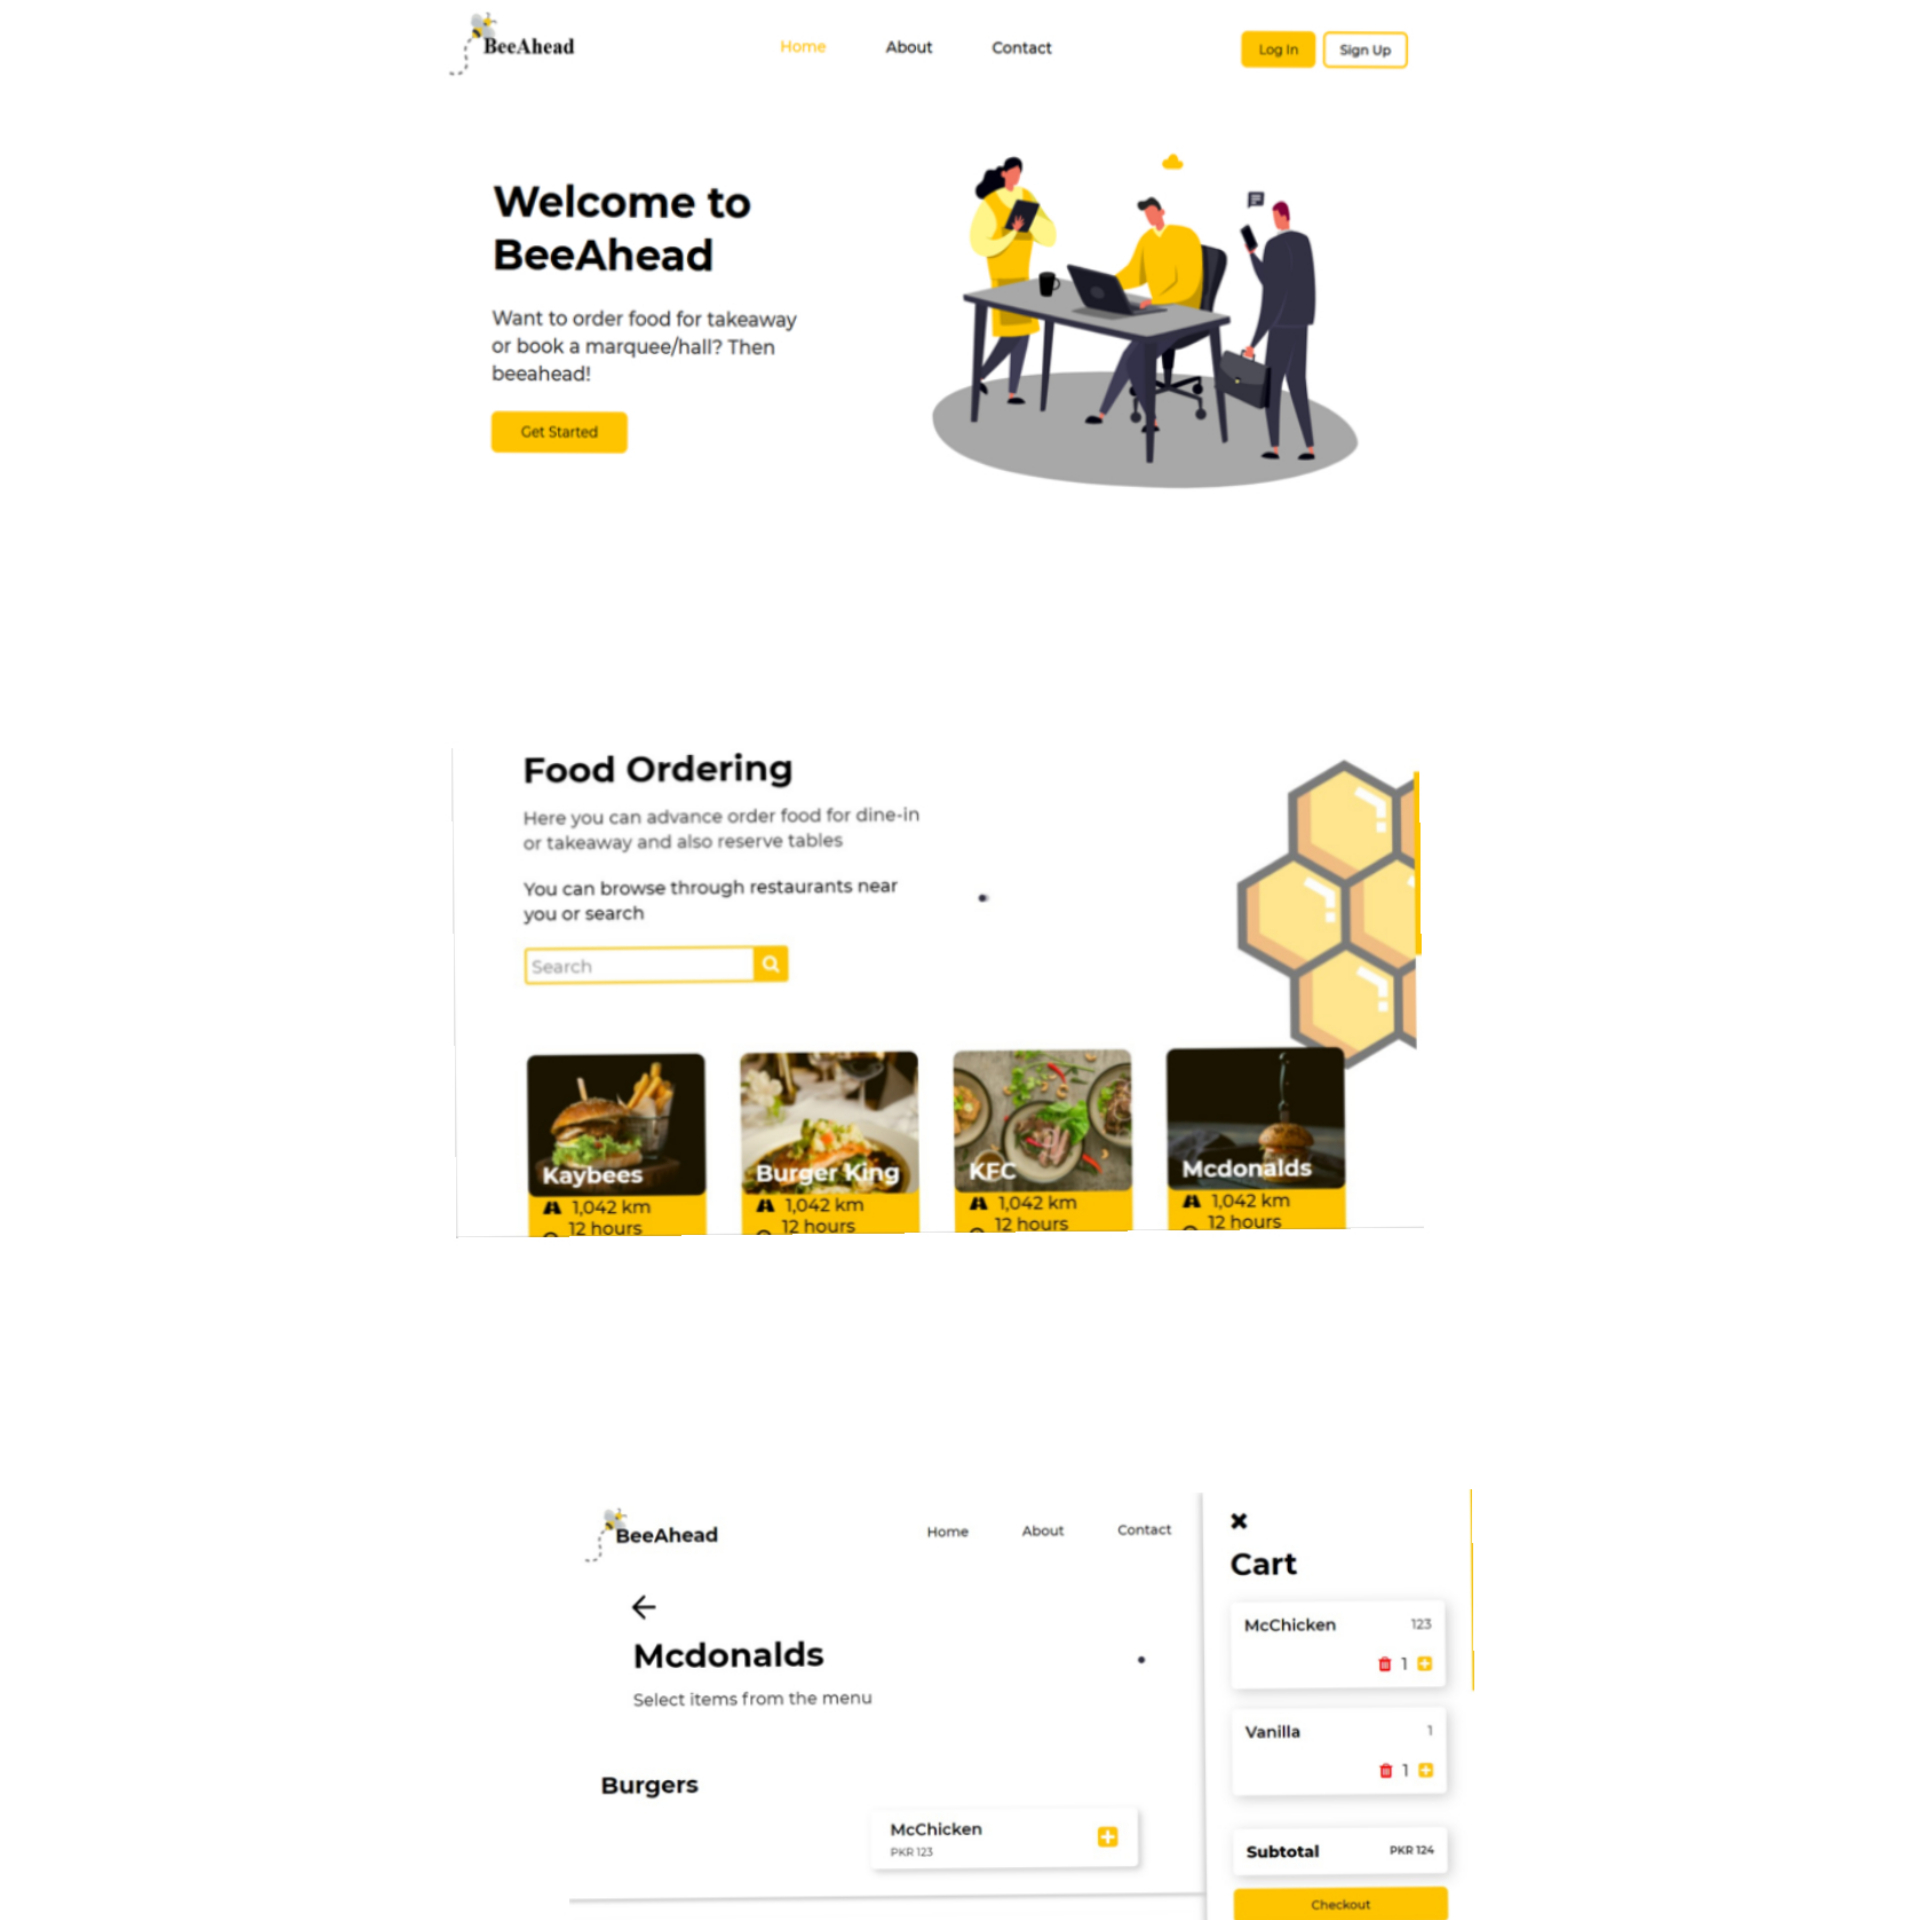 BeeAhead
Home About Contact
Log In Sign Up
Welcome to
BeeAhead
Want to order food for takeaway
or book a marquee/hall? Then
beeahead!
Get Started
Food Ordering
Here you can advance order food for dine-in
or takeaway and also reserve tables
You can browse through restaurants near
you or search
Search
Kaybees
1,042 km
12 hours
Burger King
1,042 km
12 hours
KFC
1,042 km
12 hours
Mcdonalds
1,042 km
12 hours
BeeAhead
Home About Contact
Mcdonalds
Select items from the menu
Burgers
McChicken
PKR 123
Cart
McChicken 123
1
Vanilla 1
1
Subtotal PKR 124
Checkout